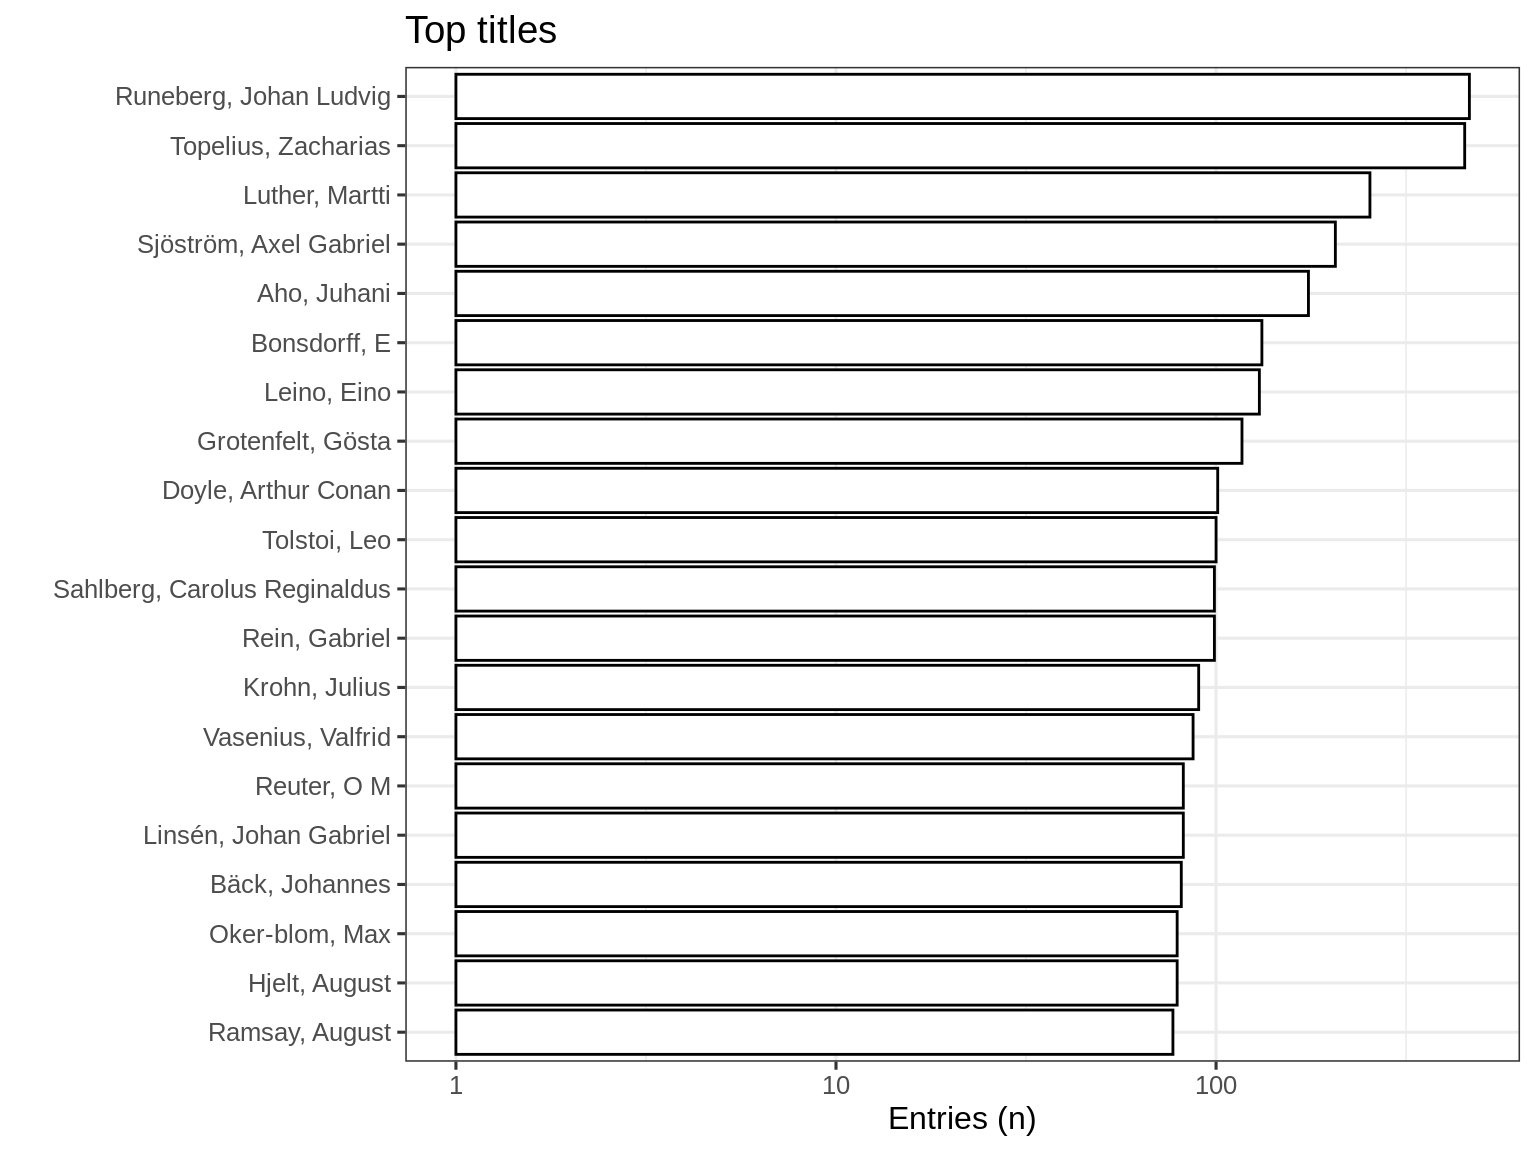 Top titles
Runeberg, Johan Ludvig
Topelius, Zacharias
Luther, Martti
Sjöström, Axel Gabriel
Aho, Juhani
Bonsdorff, E
Leino, Eino
Grotenfelt, Gösta
Doyle, Arthur Conan
Tolstoi, Leo
Sahlberg, Carolus Reginaldus
Rein, Gabriel
Krohn, Julius
Vasenius, Valfrid
Reuter, O M
Linsén, Johan Gabriel
Bäck, Johannes
Oker-blom, Max
Hjelt, August
Ramsay, August
1 10 100
Entries (n)